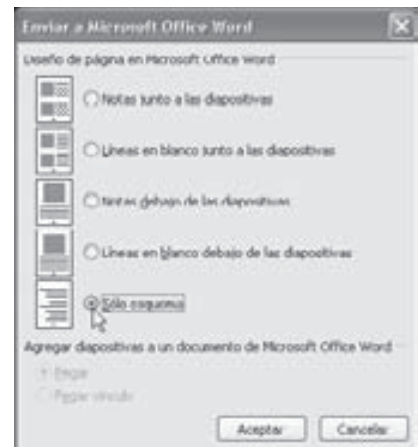 Enviar a Microsoft Office Word
Diseño de página en Microsoft Office Word
Notas junto a las diapositivas
Líneas en blanco junto a las diapositivas
Notas debajo de las diapositivas
Líneas en blanco debajo de las diapositivas
Sólo esquema
Agregar diapositivas a un documento de Microsoft Office Word
Pegar
Pegar vínculo
Aceptar Cancelar